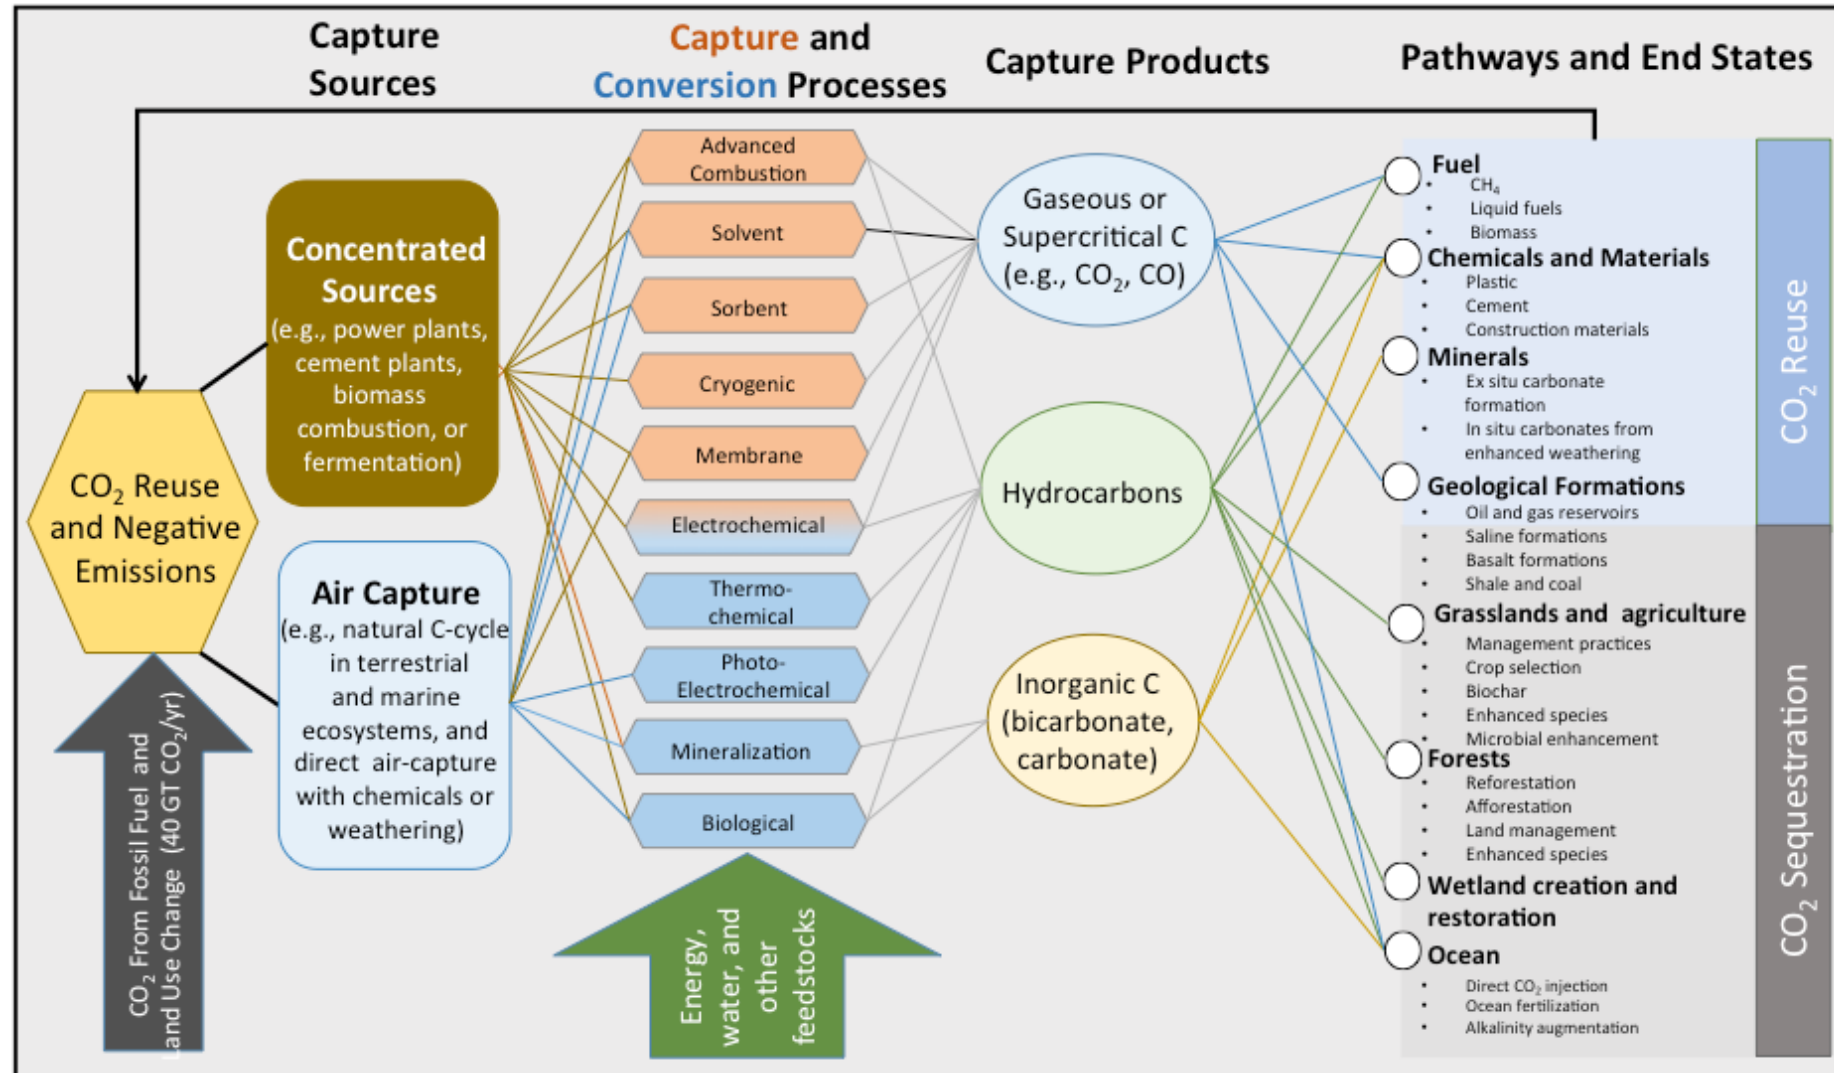 Capture
Sources
Capture and
Conversion Processes
Capture Products
Pathways and End States
CO₂ Reuse
and Negative
Emissions
CO₂ From Fossil Fuel and
Land Use Change (40 GT CO₂/yr)
Concentrated
Sources
(e.g., power plants,
cement plants,
biomass
combustion, or
fermentation)
Air Capture
(e.g., natural C-cycle
in terrestrial
and marine
ecosystems, and
direct air-capture
with chemicals or
weathering)
Advanced
Combustion
Solvent
Sorbent
Cryogenic
Membrane
Electrochemical
Thermo-
chemical
Photo-
Electrochemical
Mineralization
Biological
Energy,
water, and
other
feedstocks
Gaseous or
Supercritical C
(e.g., CO₂, CO)
Hydrocarbons
Inorganic C
(bicarbonate,
carbonate)
Fuel
• CH₄
• Liquid fuels
• Biomass
Chemicals and Materials
• Plastic
• Cement
• Construction materials
Minerals
• Ex situ carbonate
formation
• In situ carbonates from
enhanced weathering
Geological Formations
• Oil and gas reservoirs
• Saline formations
• Basalt formations
• Shale and coal
Grasslands and agriculture
• Management practices
• Crop selection
• Biochar
• Enhanced species
• Microbial enhancement
Forests
• Reforestation
• Afforestation
• Land management
• Enhanced species
Wetland creation and
restoration
Ocean
• Direct CO₂ injection
• Ocean fertilization
• Alkalinity augmentation
CO₂ Reuse
CO₂ Sequestration